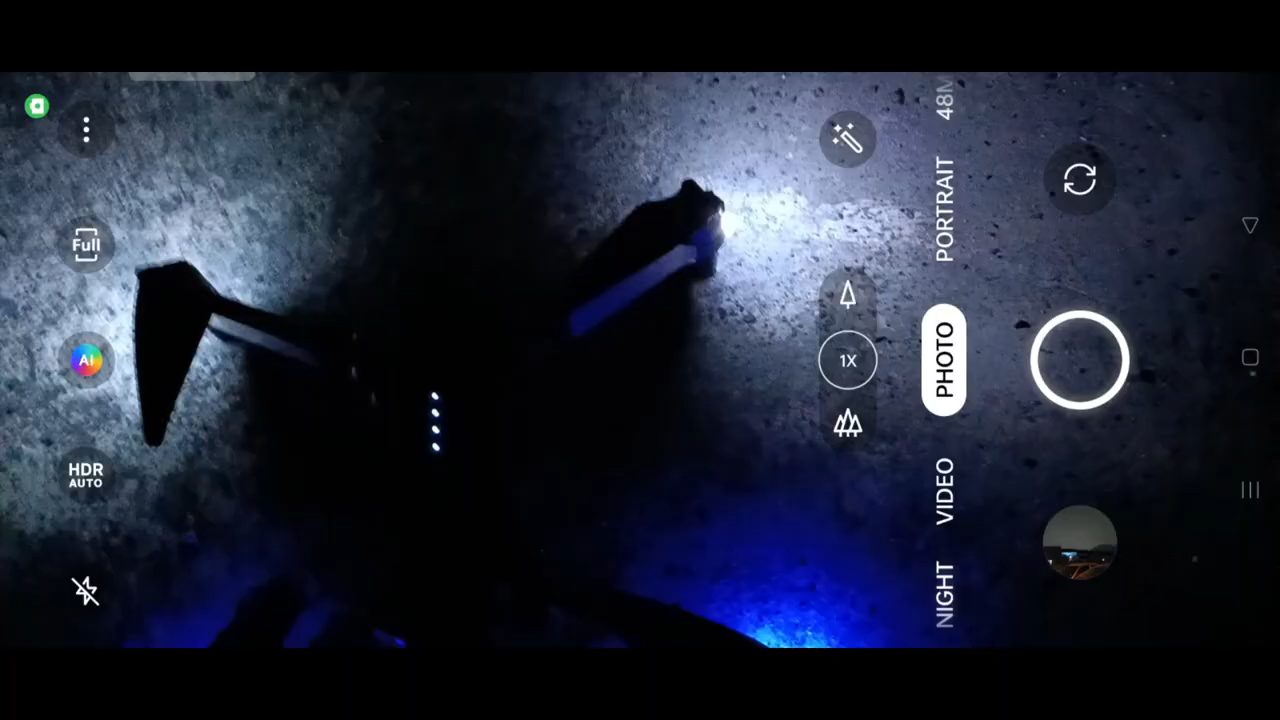 Full
AI
HDR
AUTO
1X
48M
PORTRAIT
PHOTO
VIDEO
NIGHT